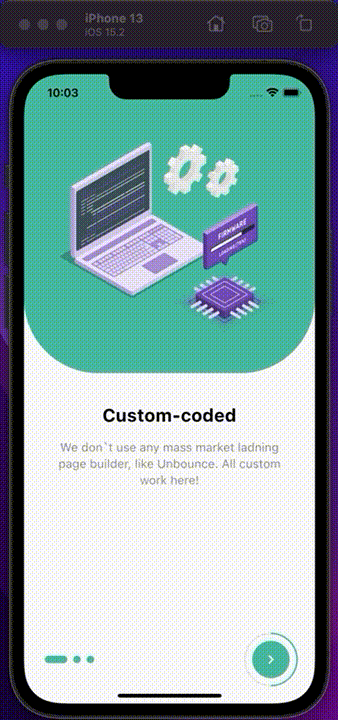 iPhone 13
iOS 15.2
10:03
FIRMWARE
Custom-coded
We don`t use any mass market ladning
page builder, like Unbounce. All custom
work here!